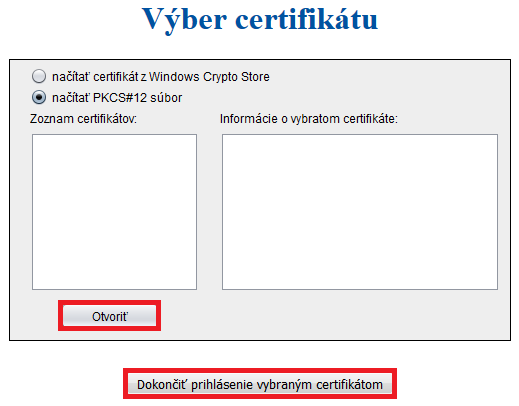 Výber certifikátu
načítať certifikát z Windows Crypto Store
načítať PKCS#12 súbor
Zoznam certifikátov:
Informácie o vybratom certifikáte:
Otvoriť
Dokončiť prihlásenie vybraným certifikátom